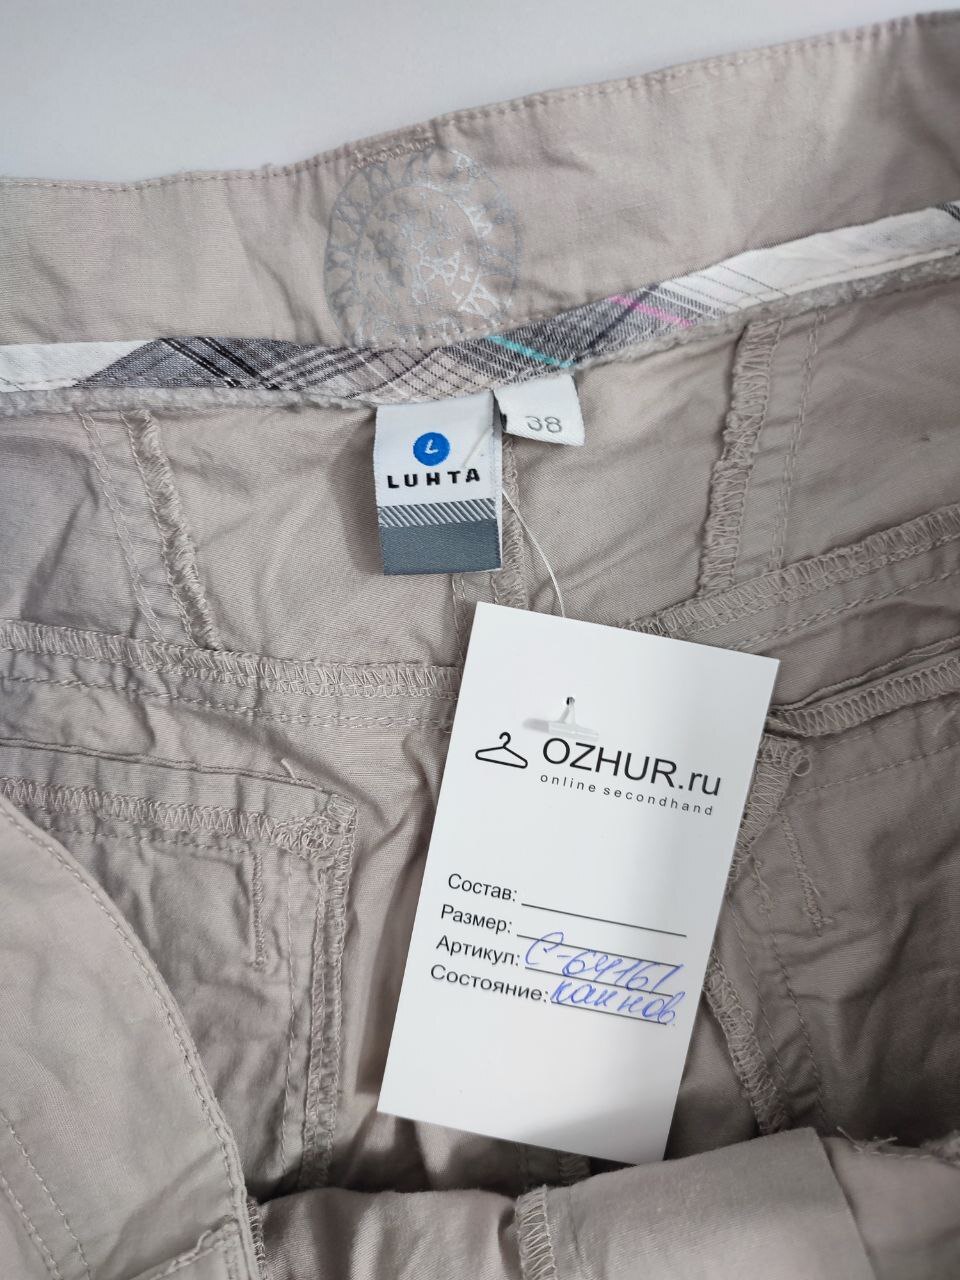 38
L
LUHTA
OZHUR.ru
online secondhand
Состав:
Размер:
Артикул: С-64161
Состояние: как нов